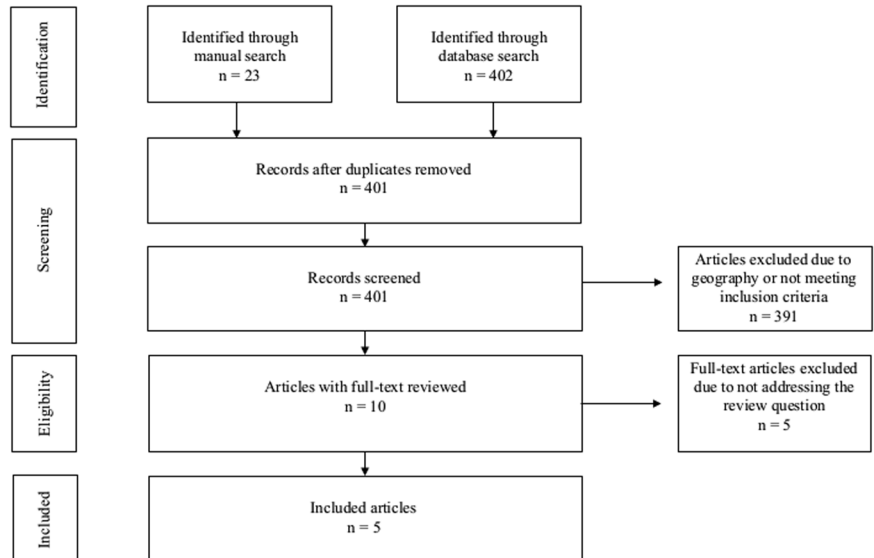 Identification
Identified through
manual search
n = 23
Identified through
database search
n = 402
Screening
Records after duplicates removed
n = 401
Records screened
n = 401
Articles excluded due to
geography or not meeting
inclusion criteria
n = 391
Eligibility
Articles with full-text reviewed
n = 10
Full-text articles excluded
due to not addressing the
review question
n = 5
Included
Included articles
n = 5